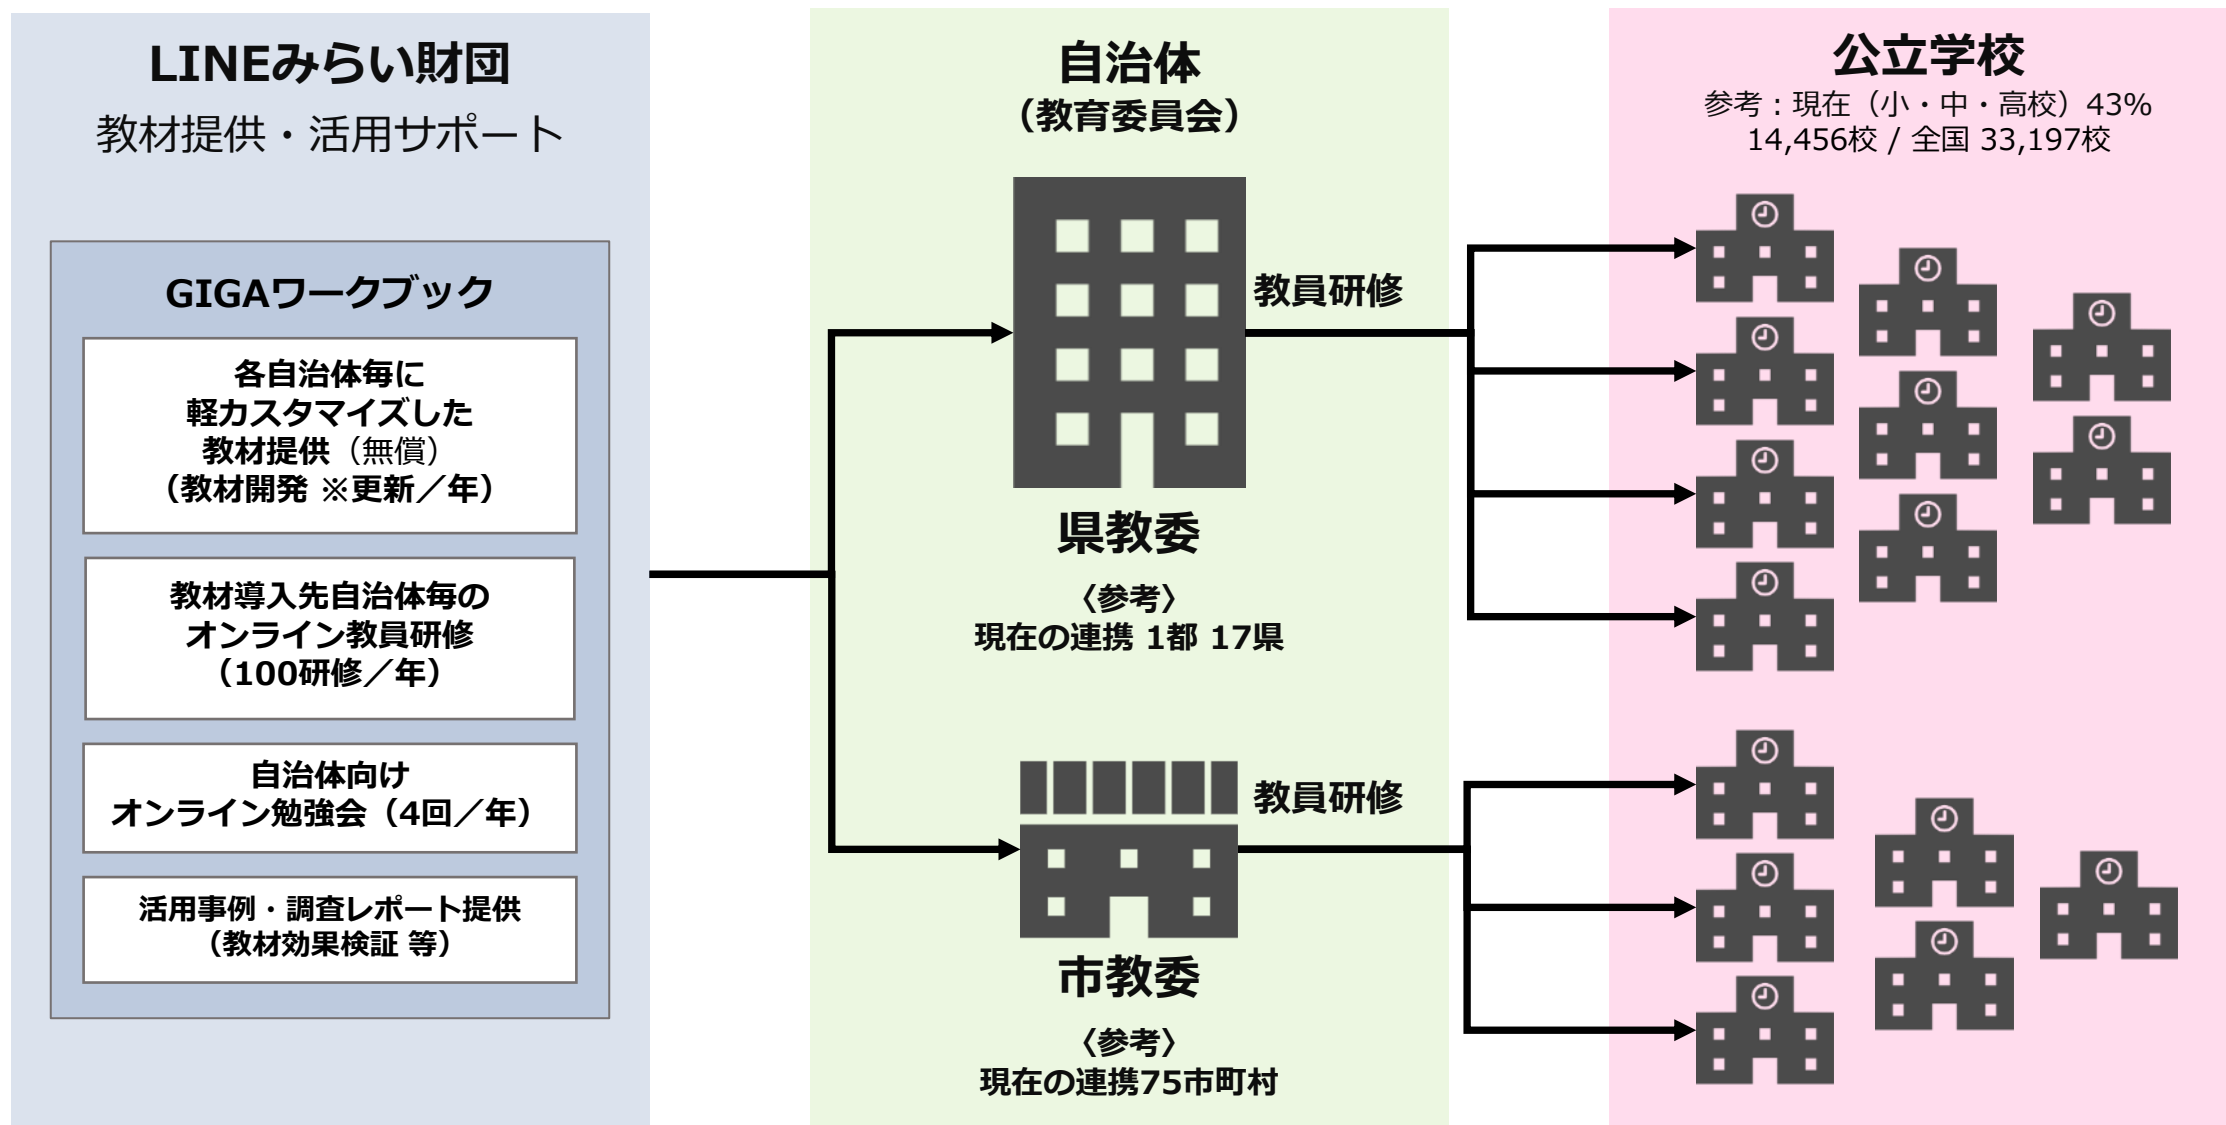 LINEみらい財団
教材提供・活用サポート
GIGAワークブック
各自治体毎に
軽カスタマイズした
教材提供（無償）
（教材開発 ※更新／年）
教材導入先自治体毎の
オンライン教員研修
（100研修／年）
自治体向け
オンライン勉強会（4回／年）
活用事例・調査レポート提供
（教材効果検証 等）
自治体
（教育委員会）
教員研修
県教委
〈参考〉
現在の連携 1都 17県
教員研修
市教委
〈参考〉
現在の連携75市町村
公立学校
参考：現在（小・中・高校）43%
14,456校 / 全国 33,197校